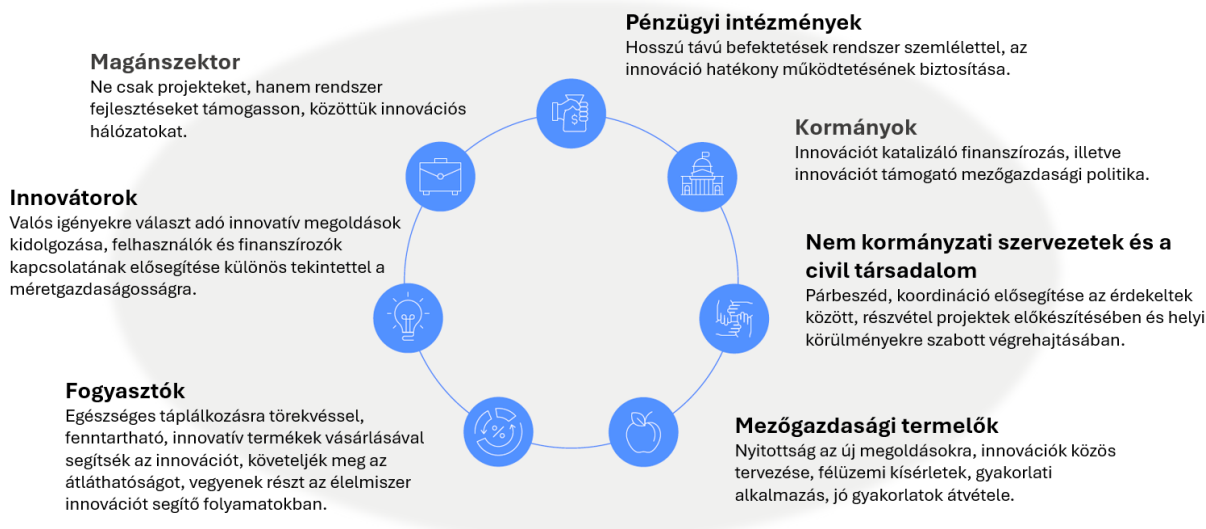 Pénzügyi intézmények
Hosszú távú befektetések rendszer szemlélettel, az
innováció hatékony működtetésének biztosítása.
Kormányok
Innovációt katalizáló finanszírozás, illetve
innovációt támogató mezőgazdasági politika.
Nem kormányzati szervezetek és a
civil társadalom
Párbeszéd, koordináció elősegítése az érdekeltek
között, részvétel projektek előkészítésében és helyi
körülményekre szabott végrehajtásában.
Mezőgazdasági termelők
Nyitottság az új megoldásokra, innovációk közös
tervezése, félüzemi kísérletek, gyakorlati
alkalmazás, jó gyakorlatok átvétele.
Fogyasztók
Egészséges táplálkozásra törekvéssel,
fenntartható, innovatív termékek vásárlásával
segítsék az innovációt, követeljék meg az
átláthatóságot, vegyenek részt az élelmiszer
innovációt segítő folyamatokban.
Innovátorok
Valós igényekre választ adó innovatív megoldások
kidolgozása, felhasználók és finanszírozók
kapcsolatának elősegítése különös tekintettel a
méretgazdaságosságra.
Magánszektor
Ne csak projekteket, hanem rendszer
fejlesztéseket támogasson, közöttük innovációs
hálózatokat.
$
%